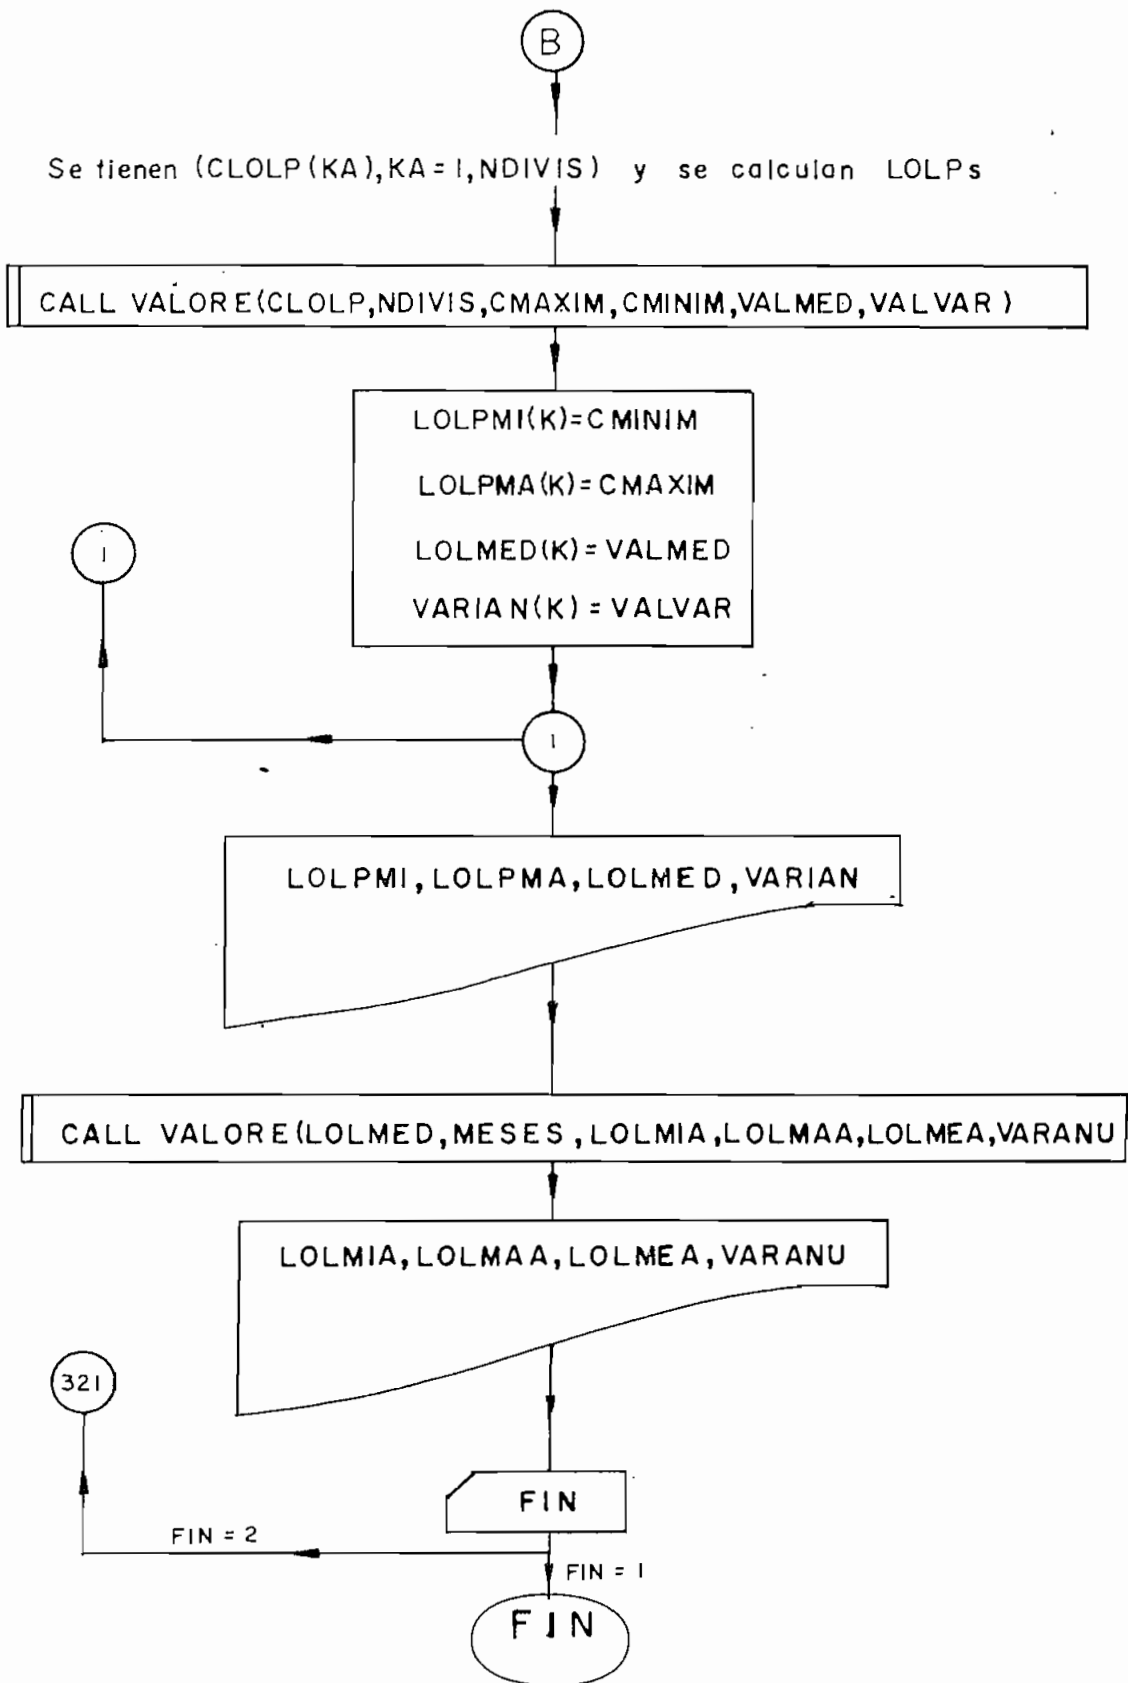 B
Se tienen (CLOLP(KA),KA=1,NDIVIS) y se calculan LOLPs
CALL VALORE(CLOLP,NDIVIS,CMAXIM,CMINIM,VALMED,VALVAR)
LOLPMI(K)=CMINIM
LOLPMA(K)=CMAXIM
1
LOLMED(K)=VALMED
VARIAN(K)=VALVAR
1
LOLPMI,LOLPMA,LOLMED,VARIAN
CALL VALORE(LOLMED,MESES,LOLMIA,LOLMAA,LOLMEA,VARANU
LOLMIA,LOLMAA,LOLMEA,VARANU
321
FIN
FIN = 2
FIN = 1
FIN